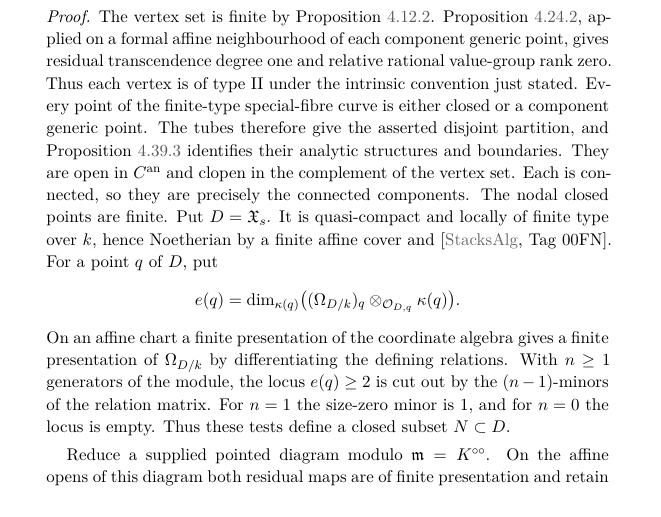 Proof. The vertex set is finite by Proposition 4.12.2. Proposition 4.24.2, ap-
plied on a formal affine neighbourhood of each component generic point, gives
residual transcendence degree one and relative rational value-group rank zero.
Thus each vertex is of type II under the intrinsic convention just stated. Ev-
ery point of the finite-type special-fibre curve is either closed or a component
generic point. The tubes therefore give the asserted disjoint partition, and
Proposition 4.39.3 identifies their analytic structures and boundaries. They
are open in C^an and clopen in the complement of the vertex set. Each is con-
nected, so they are precisely the connected components. The nodal closed
points are finite. Put D = 𝔛_s. It is quasi-compact and locally of finite type
over k, hence Noetherian by a finite affine cover and [StacksAlg, Tag 00FN].
For a point q of D, put
e(q) = dim_κ(q)((Ω_D/k)_q ⊗_𝒪_D,q κ(q)).
On an affine chart a finite presentation of the coordinate algebra gives a finite
presentation of Ω_D/k by differentiating the defining relations. With n ≥ 1
generators of the module, the locus e(q) ≥ 2 is cut out by the (n − 1)-minors
of the relation matrix. For n = 1 the size-zero minor is 1, and for n = 0 the
locus is empty. Thus these tests define a closed subset N ⊂ D.
Reduce a supplied pointed diagram modulo 𝔪 = K^∘∘. On the affine
opens of this diagram both residual maps are of finite presentation and retain